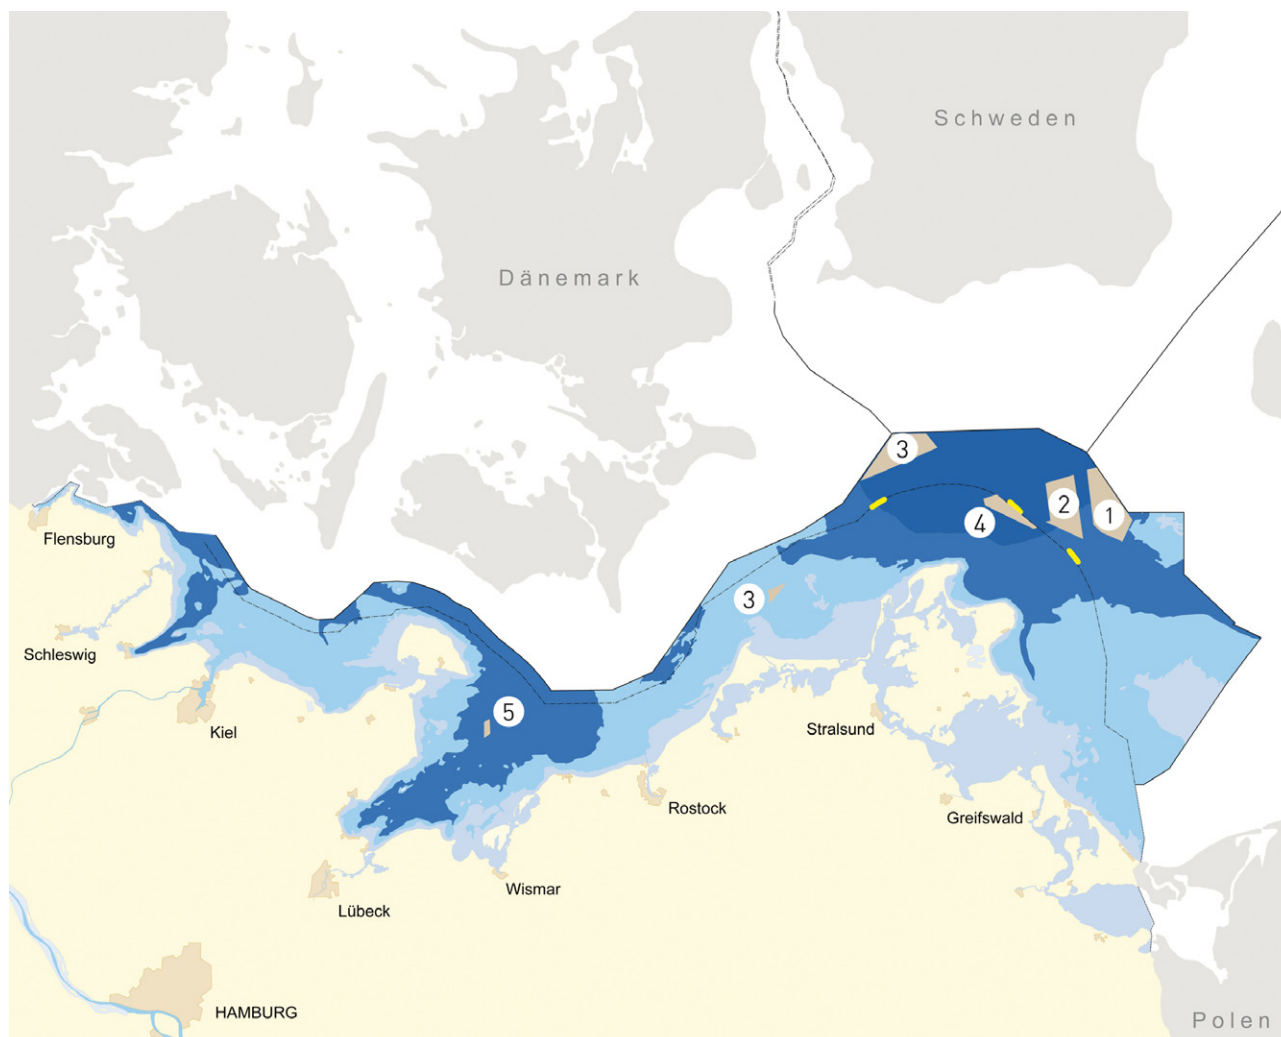 Schweden
Dänemark
3
2
1
4
Flensburg
3
Schleswig
5
Kiel
Stralsund
Rostock
Greifswald
Wismar
Lübeck
HAMBURG
Polen